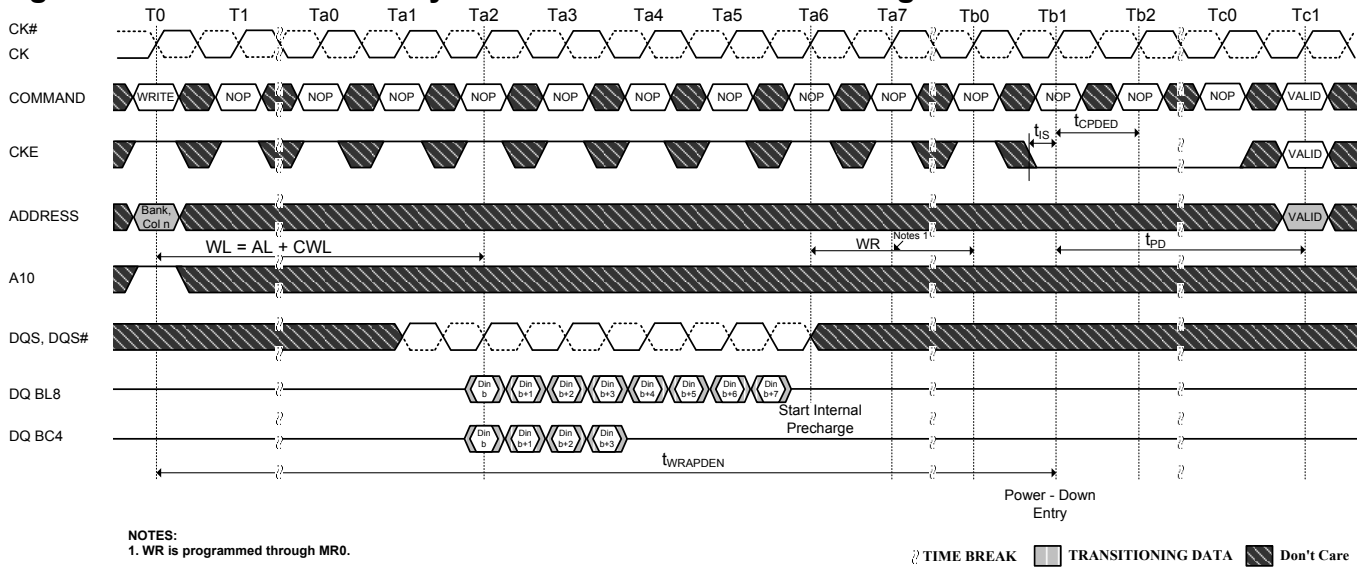 T0 T1 Ta0 Ta1 Ta2 Ta3 Ta4 Ta5 Ta6 Ta7 Tb0 Tb1 Tb2 Tc0 Tc1
CK#
CK
COMMAND WRITE NOP NOP NOP NOP NOP NOP NOP NOP NOP NOP NOP NOP VALID
tIS tCPDED
CKE VALID
ADDRESS Bank, Col n VALID
WL = AL + CWL WR Notes 1 tPD
A10
DQS, DQS#
DQ BL8 Din b Din b+1 Din b+2 Din b+3 Din b+4 Din b+5 Din b+6 Din b+7
Start Internal
Precharge
DQ BC4 Din b Din b+1 Din b+2 Din b+3
tWRAPDEN
Power - Down
Entry
NOTES:
1. WR is programmed through MR0.
TIME BREAK TRANSITIONING DATA Don't Care